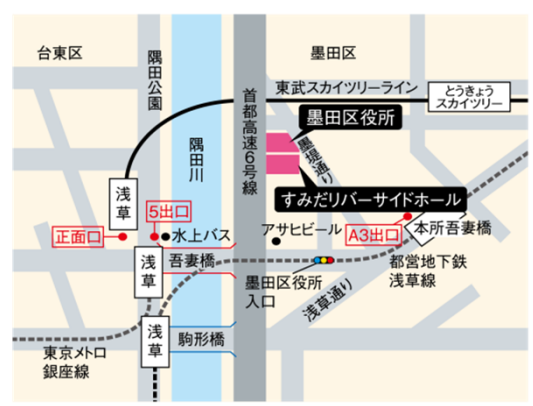 台東区
隅田公園
墨田区
東武スカイツリーライン
とうきょう
スカイツリー
首都高速6号線
墨田区役所
隅田川
墨堤通り
浅草
すみだリバーサイドホール
5出口
正面口
水上バス
アサヒビール
A3出口
本所吾妻橋
浅草
吾妻橋
墨田区役所
入口
都営地下鉄
浅草線
浅草通り
浅草
駒形橋
東京メトロ
銀座線